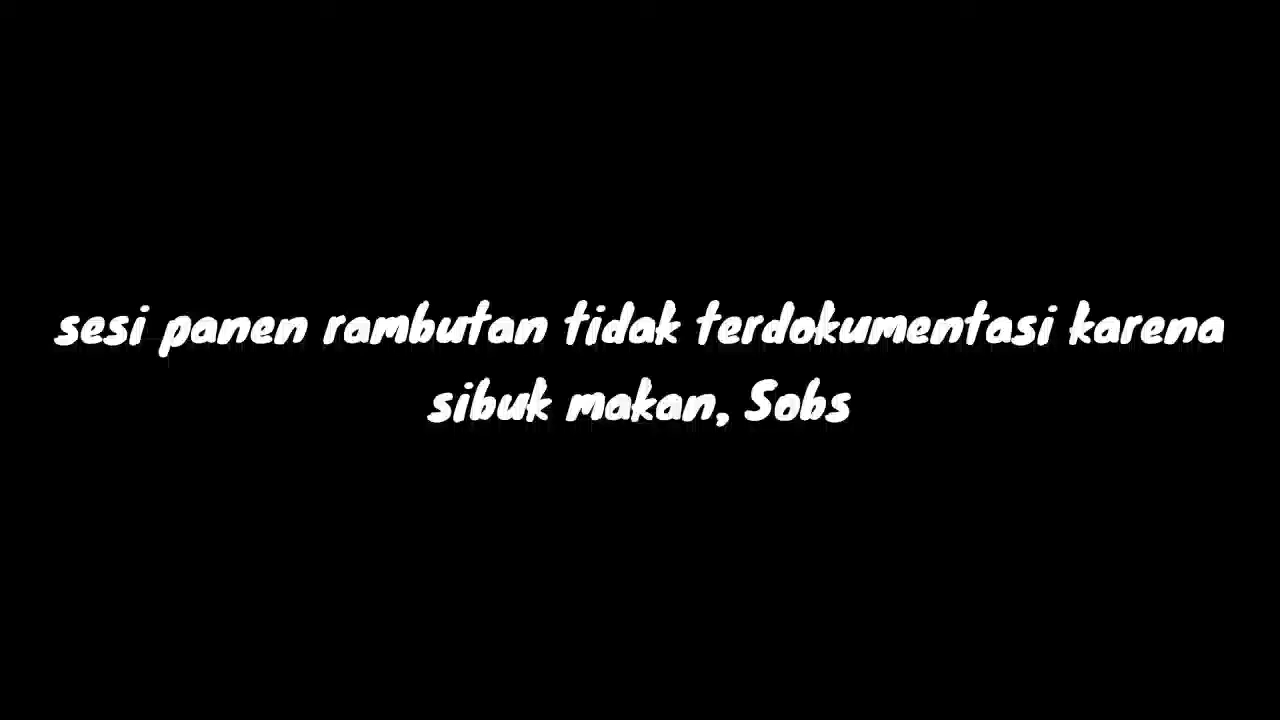 sesi panen rambutan tidak terdokumentasi karena
sibuk makan, Sobs